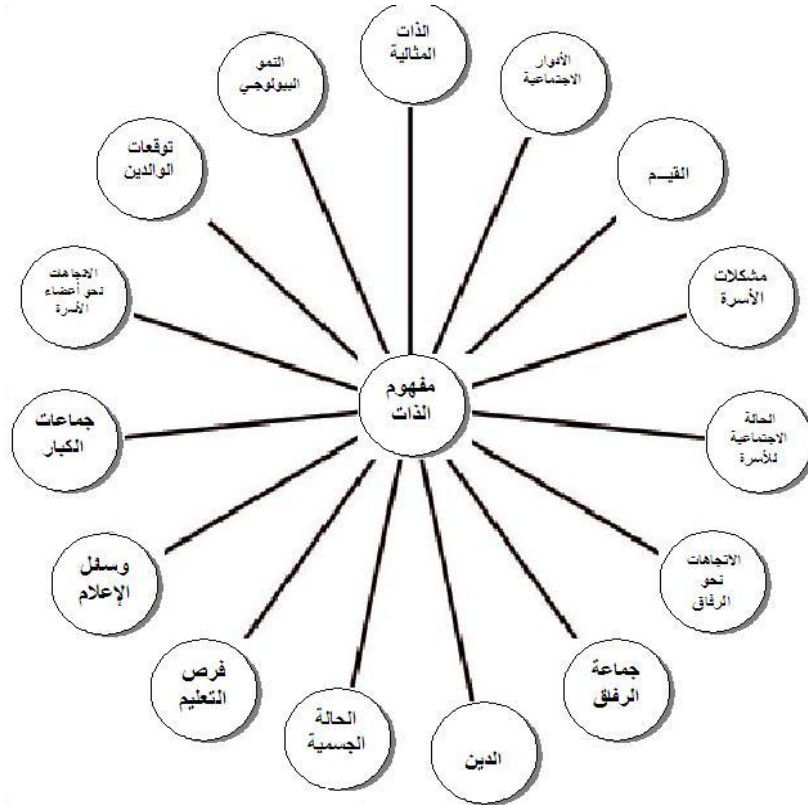 الذات
المثالية
الأدوار
الاجتماعية
القيــم
مشكلات
الأسرة
الحالة
الاجتماعية
للأسرة
الاتجاهات
نحو
الرفاق
جماعة
الرفاق
الدين
الحالة
الجسمية
فرص
التعليم
وسائل
الإعلام
جماعات
الكبار
الاتجاهات
نحو أعضاء
الأسرة
توقعات
الوالدين
النمو
البيولوجي
مفهوم
الذات